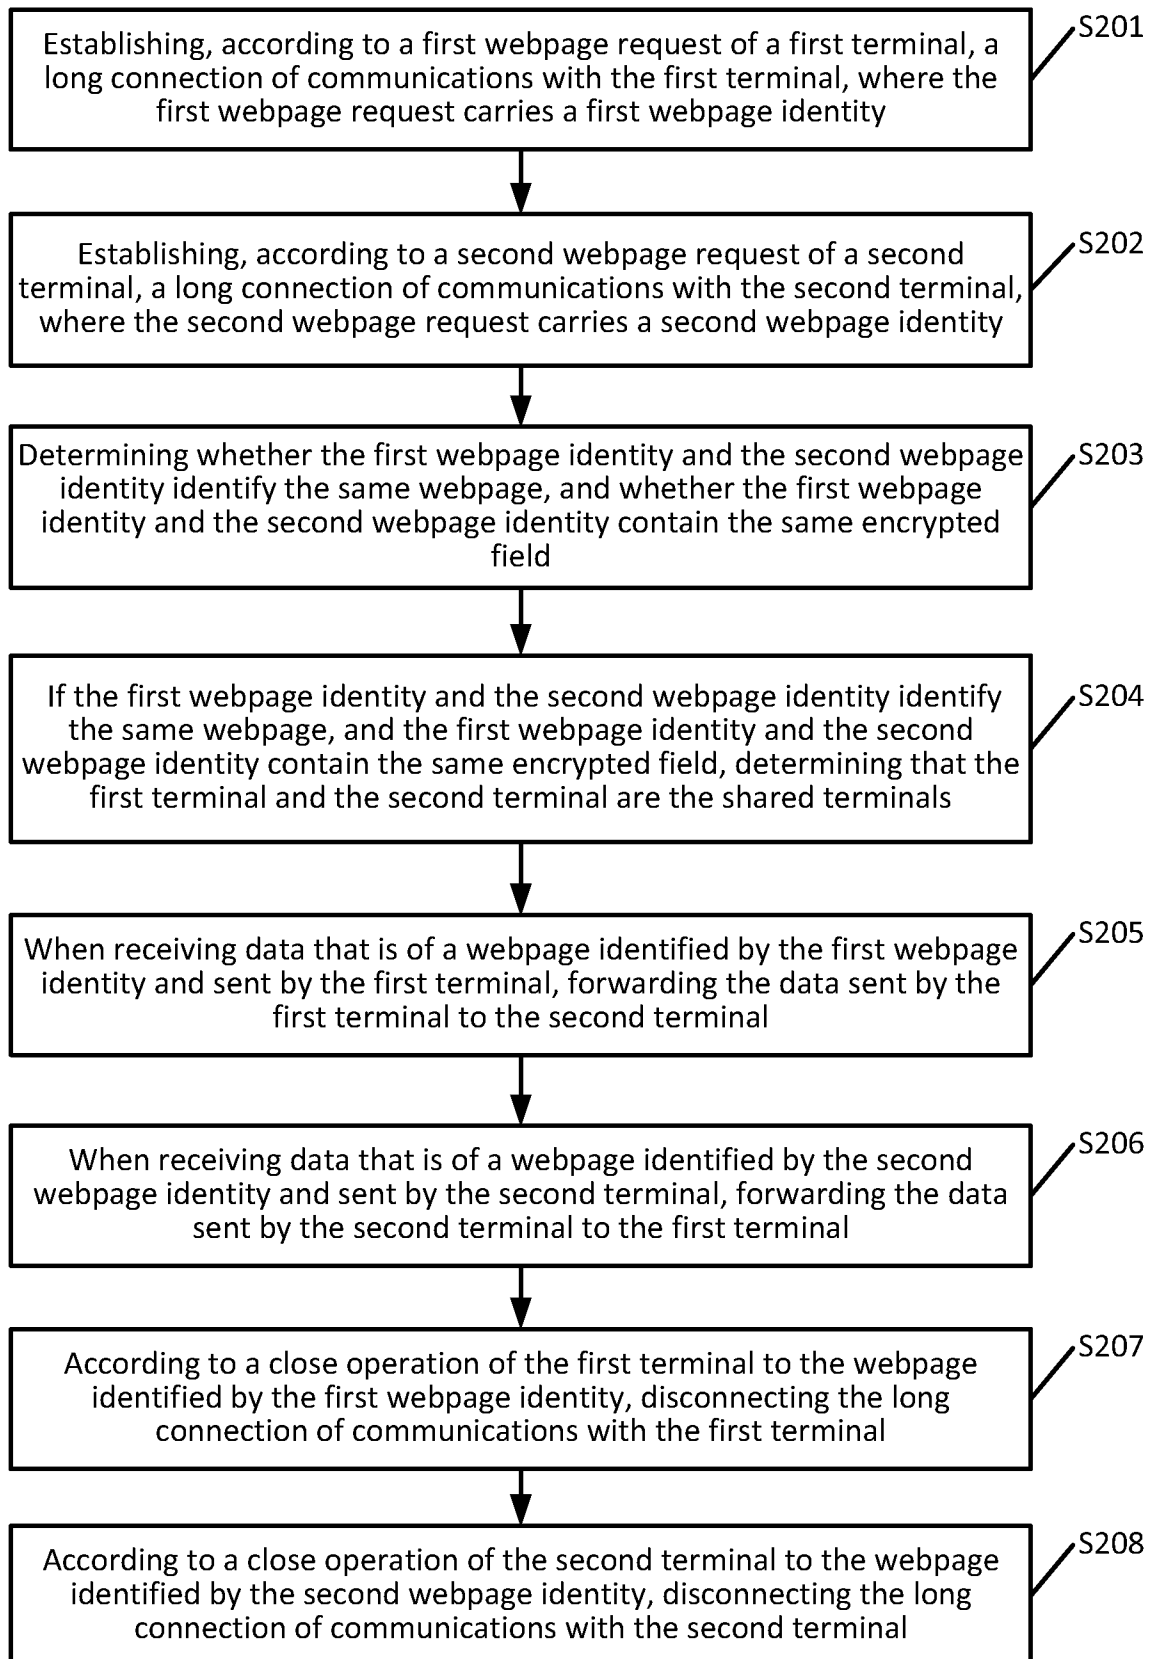 Establishing, according to a first webpage request of a first terminal, a
long connection of communications with the first terminal, where the
first webpage request carries a first webpage identity
S201
Establishing, according to a second webpage request of a second
terminal, a long connection of communications with the second terminal,
where the second webpage request carries a second webpage identity
S202
Determining whether the first webpage identity and the second webpage
identity identify the same webpage, and whether the first webpage
identity and the second webpage identity contain the same encrypted
field
S203
If the first webpage identity and the second webpage identity identify
the same webpage, and the first webpage identity and the second
webpage identity contain the same encrypted field, determining that the
first terminal and the second terminal are the shared terminals
S204
When receiving data that is of a webpage identified by the first webpage
identity and sent by the first terminal, forwarding the data sent by the
first terminal to the second terminal
S205
When receiving data that is of a webpage identified by the second
webpage identity and sent by the second terminal, forwarding the data
sent by the second terminal to the first terminal
S206
According to a close operation of the first terminal to the webpage
identified by the first webpage identity, disconnecting the long
connection of communications with the first terminal
S207
According to a close operation of the second terminal to the webpage
identified by the second webpage identity, disconnecting the long
connection of communications with the second terminal
S208